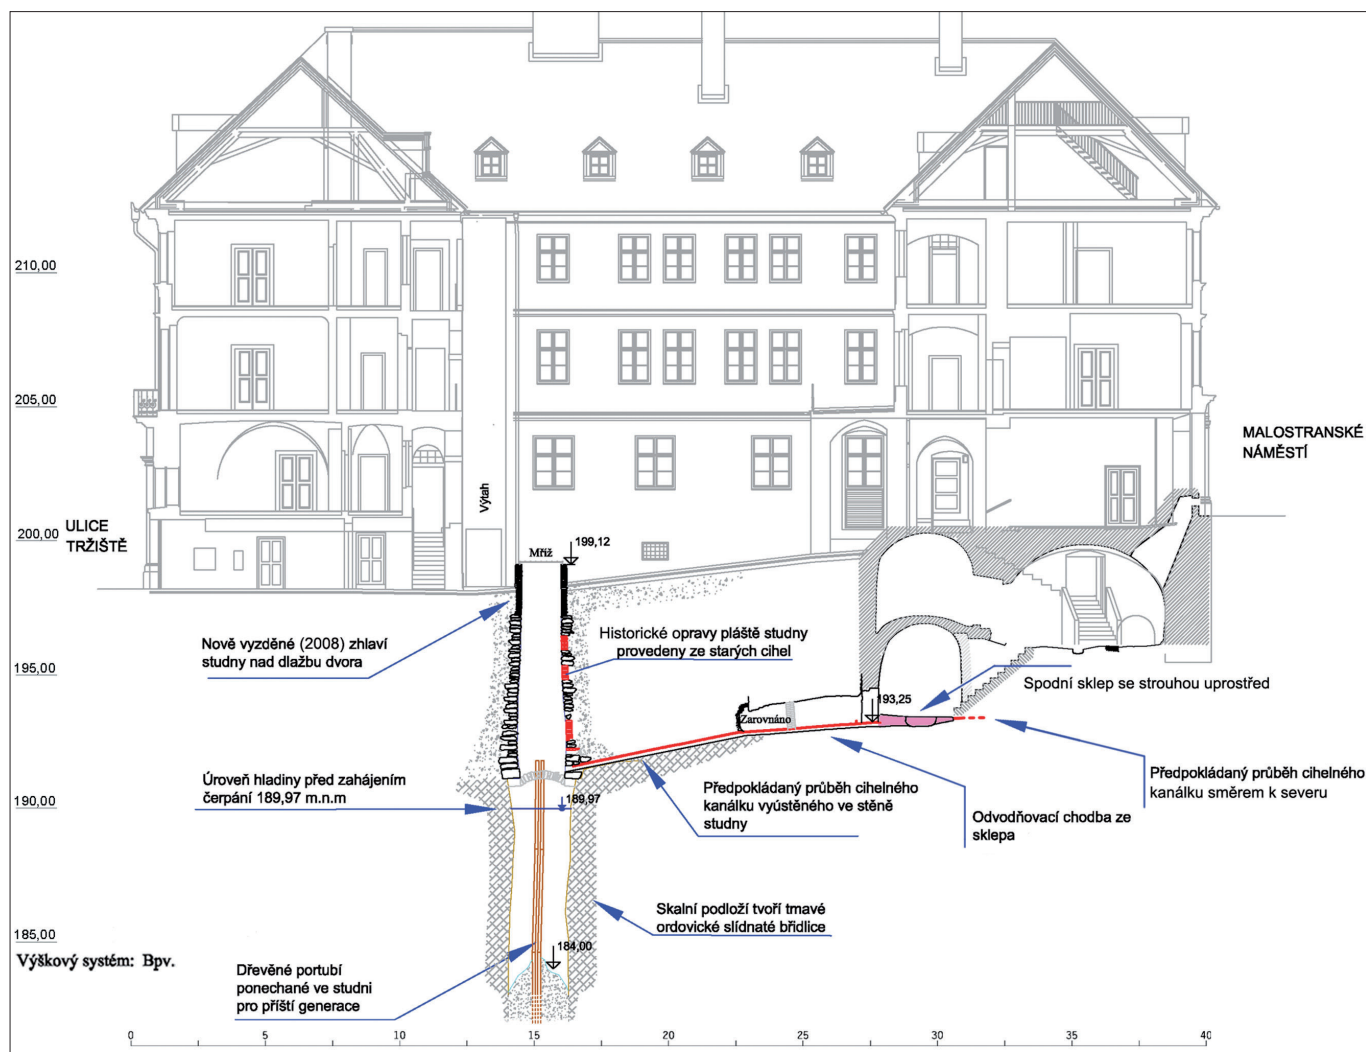 210,00
205,00
MALOSTRANSKÉ
NÁMĚSTÍ
Výtah
200,00
ULICE
TRŽIŠTĚ
Mříž
199,12
Nově vyzděné (2008) zhlaví
studny nad dlažbu dvora
Historické opravy pláště studny
provedeny ze starých cihel
195,00
Spodní sklep se strouhou uprostřed
193,25
Zarovnáno
Úroveň hladiny před zahájením
čerpání 189,97 m.n.m
189,97
190,00
Předpokládaný průběh cihelného
kanálku vyústěného ve stěně
studny
Odvodňovací chodba ze
sklepa
Předpokládaný průběh cihelného
kanálku směrem k severu
Skalní podloží tvoří tmavé
ordovické slídnaté břidlice
185,00
184,00
Výškový systém: Bpv.
Dřevěné portubí
ponechané ve studni
pro příští generace
0 5 10 15 20 25 30 35 40